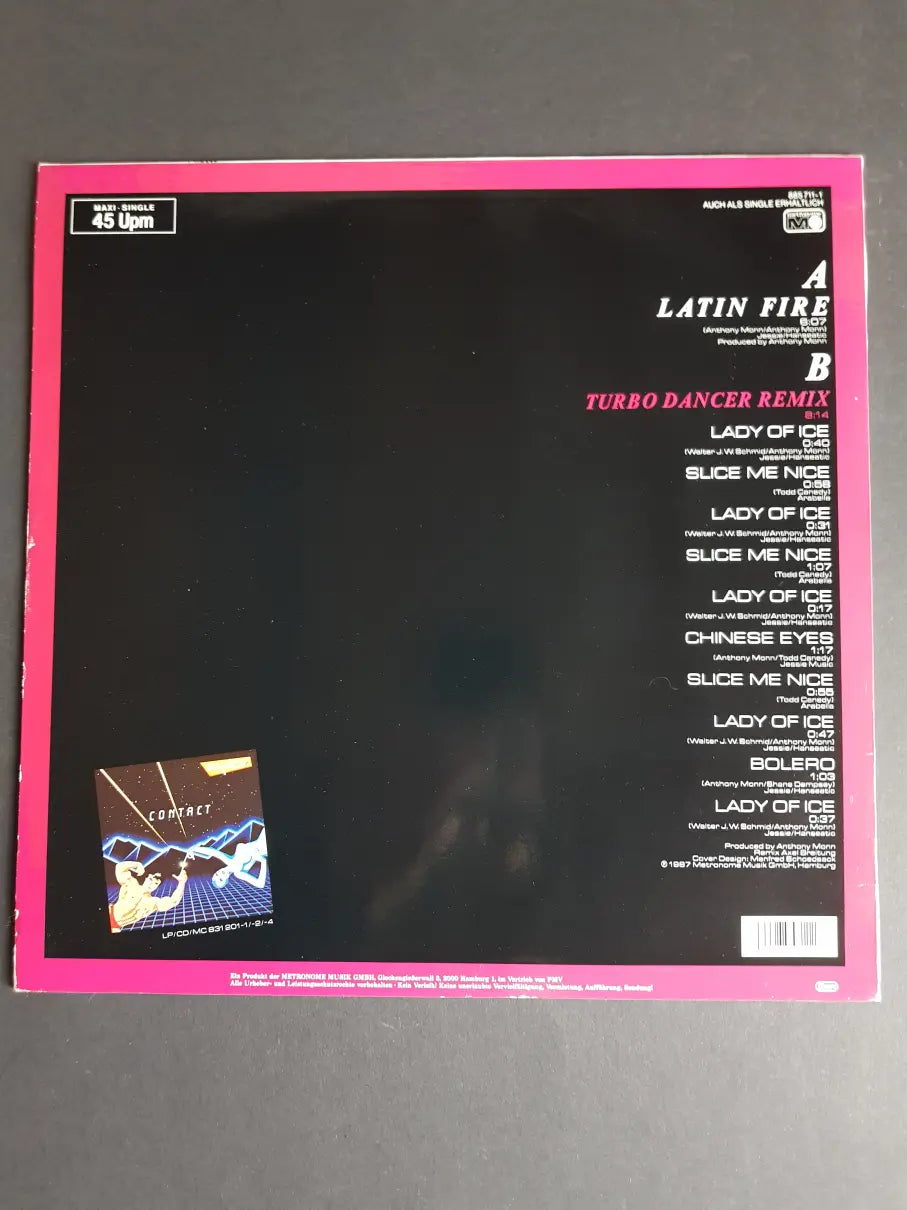 MAXI · SINGLE
45 Upm
885 711-1
AUCH ALS SINGLE ERHÄLTLICH
metronome
M
A
LATIN FIRE
6:07
(Anthony Monn/Anthony Monn)
Jessie/Hanseatic
Produced by Anthony Monn
B
TURBO DANCER REMIX
8:14
LADY OF ICE
0:40
(Walter J. W. Schmid/Anthony Monn)
Jessie/Hanseatic
SLICE ME NICE
0:58
(Todd Canedy)
Arabella
LADY OF ICE
0:31
(Walter J. W. Schmid/Anthony Monn)
Jessie/Hanseatic
SLICE ME NICE
1:07
(Todd Canedy)
Arabella
LADY OF ICE
0:17
(Walter J. W. Schmid/Anthony Monn)
Jessie/Hanseatic
CHINESE EYES
1:17
(Anthony Monn/Todd Canedy)
Jessie Music
SLICE ME NICE
0:55
(Todd Canedy)
Arabella
LADY OF ICE
0:47
(Walter J. W. Schmid/Anthony Monn)
Jessie/Hanseatic
BOLERO
1:03
(Anthony Monn/Shane Dempsey)
Jessie/Hanseatic
LADY OF ICE
0:37
(Walter J. W. Schmid/Anthony Monn)
Jessie/Hanseatic
Produced by Anthony Monn
Remix Axel Breitung
Cover Design: Manfred Schoedsack
℗ 1987 Metronome Musik GmbH, Hamburg
CONTACT
LP/CD/MC 831 201-1/-2/-4
Ein Produkt der METRONOME MUSIK GMBH, Glockengießerwall 3, 2000 Hamburg 1, im Vertrieb von PMV
Alle Urheber- und Leistungsschutzrechte vorbehalten · Kein Verleih! Keine unerlaubte Vervielfältigung, Vermietung, Aufführung, Sendung!